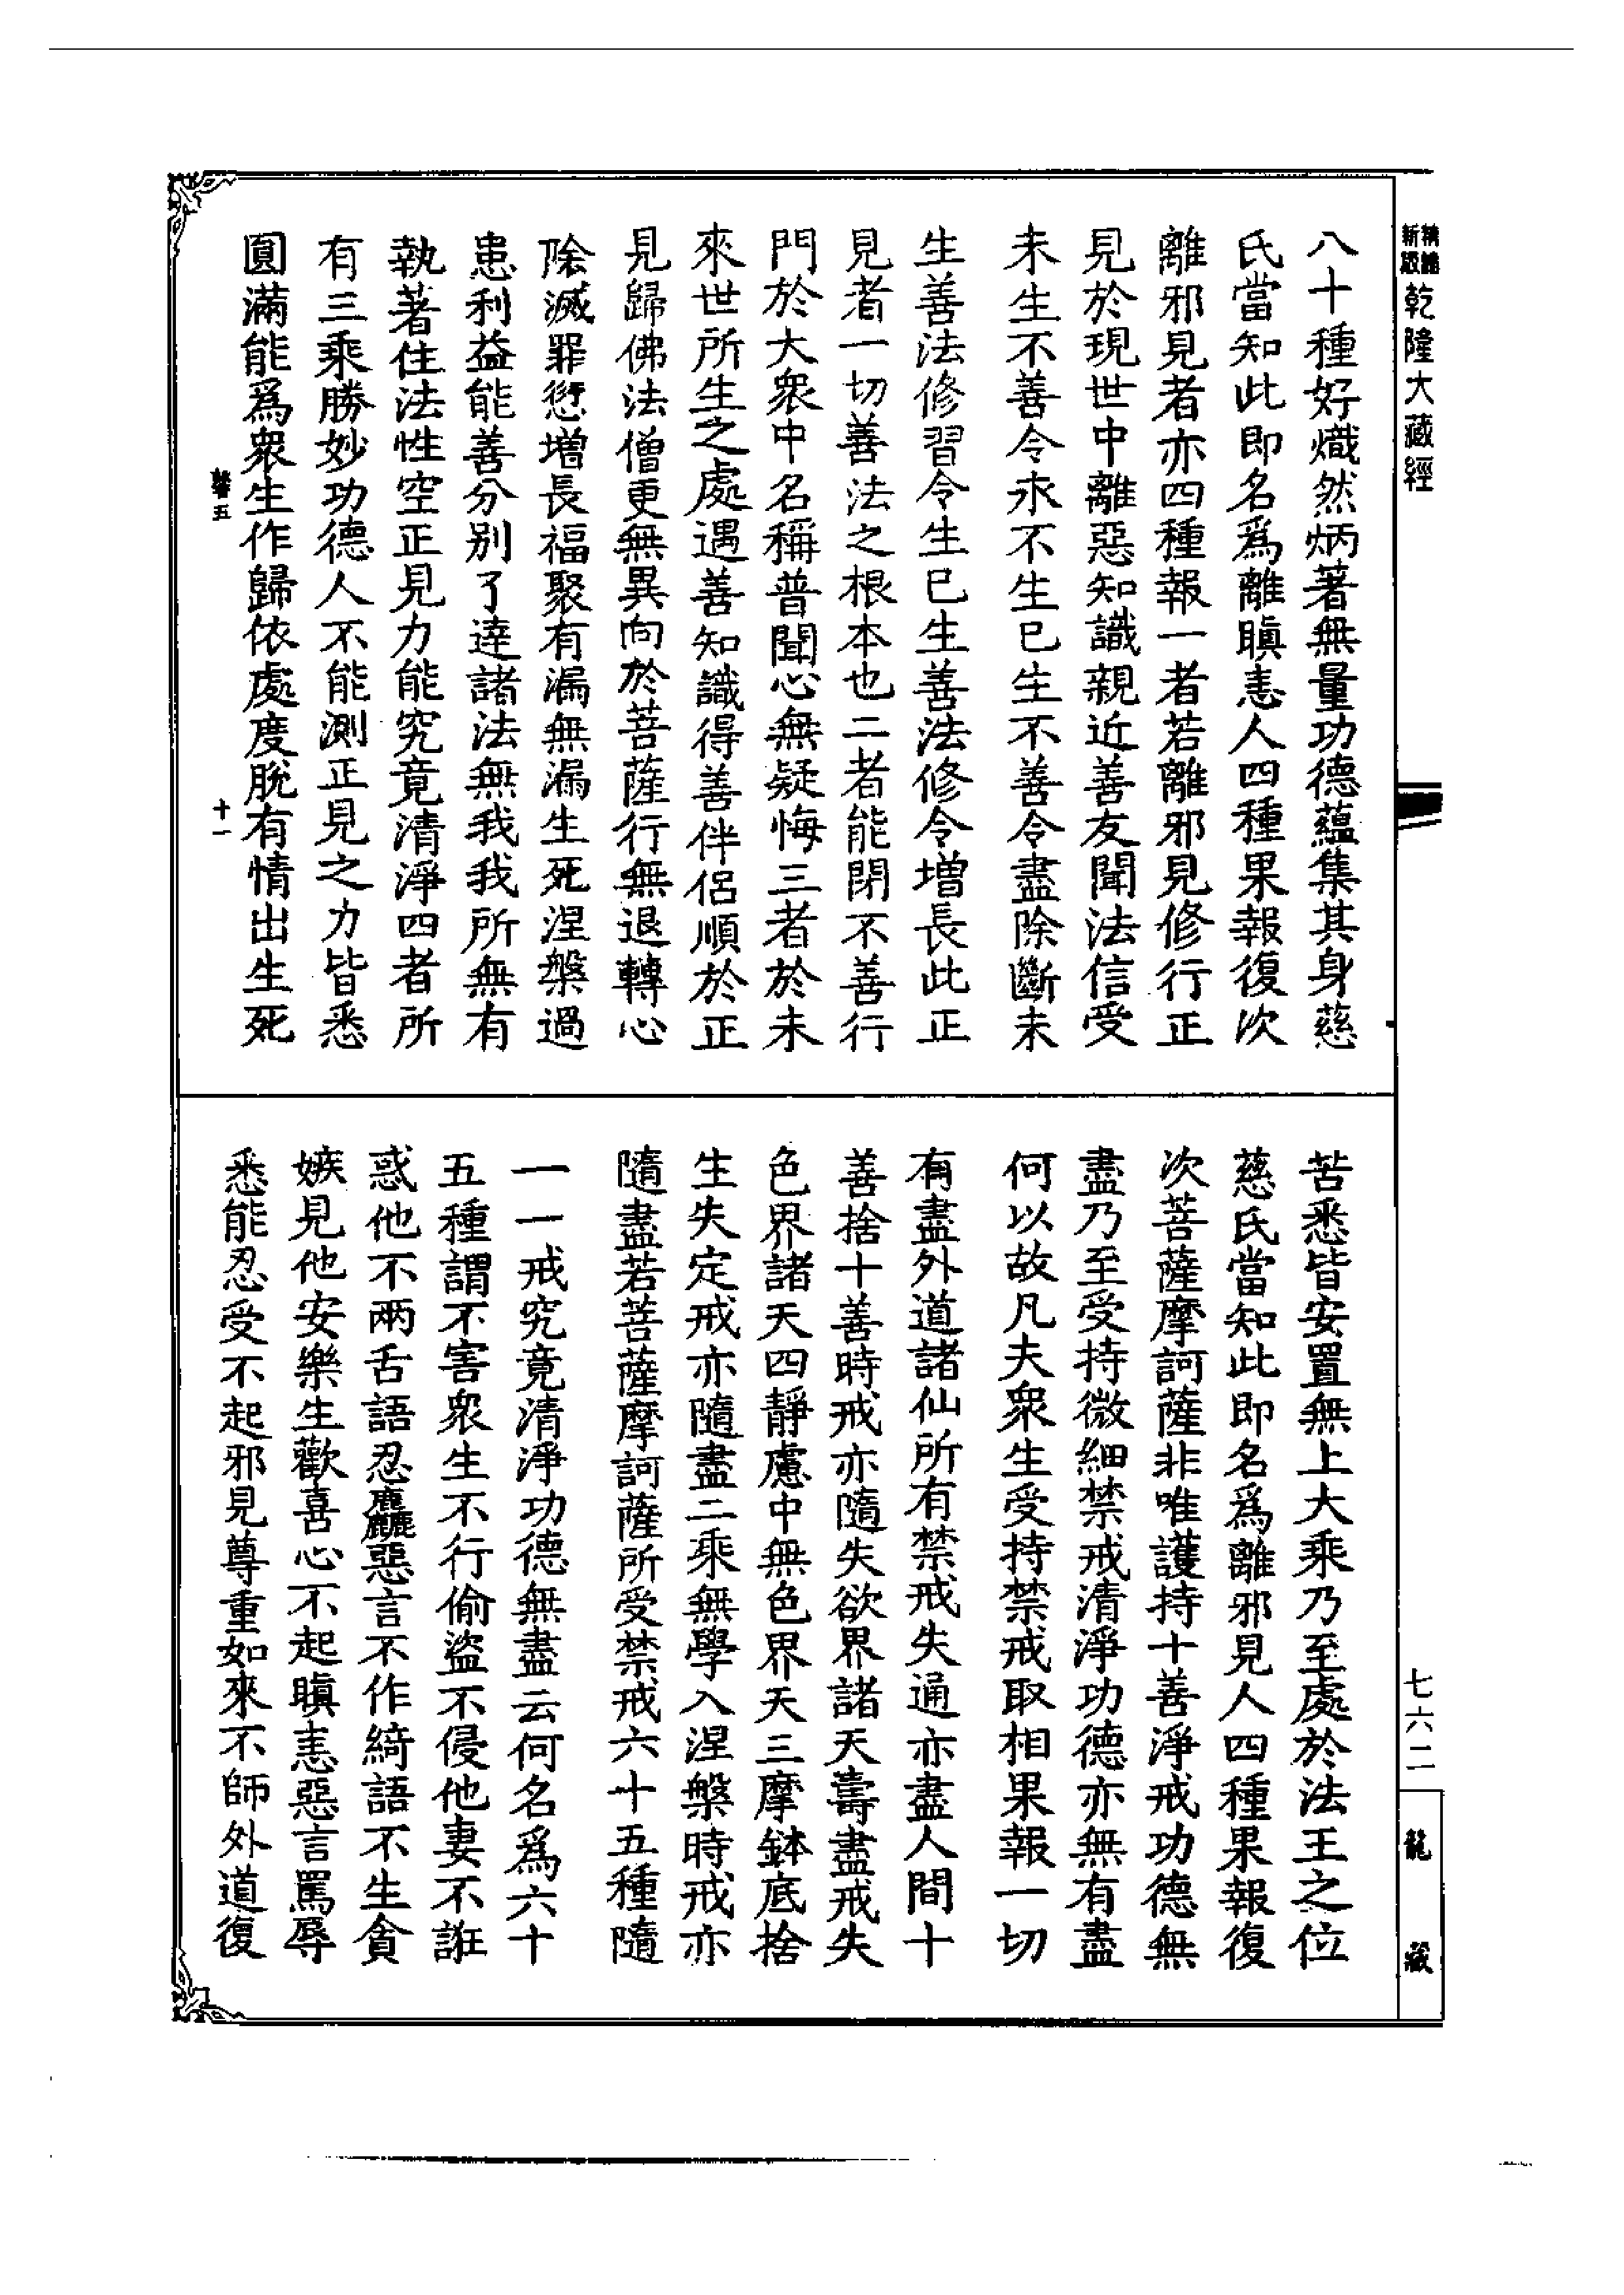 乾隆大藏經
八十種好熾然炳著無量功德蘊集其身慈
氏當知此即名爲離瞋恚人四種果報復次
離邪見者亦四種報一者若離邪見修行正
見於現世中離惡知識親近善友聞法信受
未生不善令永不生已生不善令盡除斷未
生善法修習令生已生善法修令增長此正
見者一切善法之根本也二者能閉不善行
門於大衆中名稱普聞心無疑悔三者於未
來世所生之處遇善知識得善伴侶順於正
見歸佛法僧更無異向於菩薩行無退轉心
除滅罪愆增長福聚有漏無漏生死涅槃過
患利益能善分別了達諸法無我我所無有
執著住法性空正見力能究竟清淨四者所
有三乘勝妙功德人不能測正見之力皆悉
圓滿能爲衆生作歸依處度脫有情出生死
五
十一
苦悉皆安置無上大乘乃至處於法王之位
慈氏當知此即名爲離邪見人四種果報復
次菩薩摩訶薩非唯護持十善淨戒功德無
盡乃至受持微細禁戒清淨功德亦無有盡
何以故凡夫衆生受持禁戒取相果報一切
有盡外道諸仙所有禁戒失通亦盡人間十
善捨十善時戒亦隨失欲界諸天壽盡戒失
色界諸天四靜慮中無色界天三摩鉢底捨
生失定戒亦隨盡二乘無學入涅槃時戒亦
隨盡若菩薩摩訶薩所受禁戒六十五種隨
一一戒究竟清淨功德無盡云何名爲六十
五種謂不害衆生不行偷盜不侵他妻不誑
惑他不兩舌語忍麤惡言不作綺語不生貪
嫉見他安樂生歡喜心不起瞋恚惡言罵辱
悉能忍受不起邪見尊重如來不師外道復
七六二
龍藏